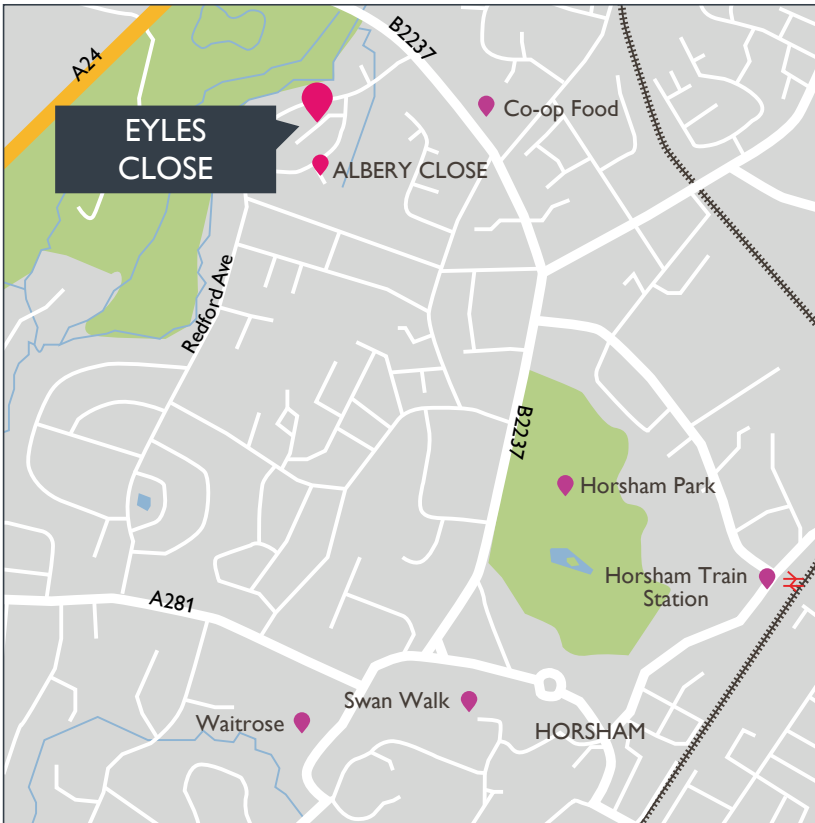 B2237
A24
Co-op Food
EYLES
CLOSE
ALBERY CLOSE
Redford Ave
B2237
Horsham Park
Horsham Train
Station
A281
Swan Walk
Waitrose
HORSHAM